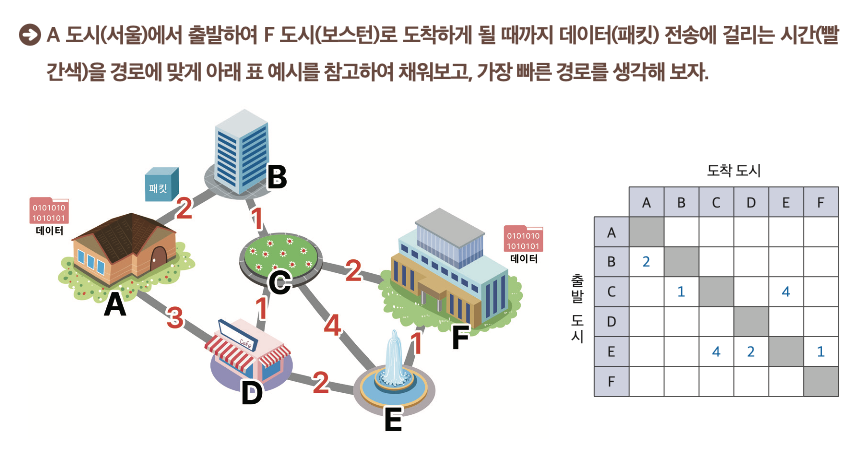 A 도시(서울)에서 출발하여 F 도시(보스턴)로 도착하게 될 때까지 데이터(패킷) 전송에 걸리는 시간(빨
간색)을 경로에 맞게 아래 표 예시를 참고하여 채워보고, 가장 빠른 경로를 생각해 보자.
B
패킷
2
0101010
1010101
데이터
1
0101010
1010101
데이터
C
2
A
3
1
4
Cafe
F
1
D
2
E
도착 도시
A B C D E F
A
B 2
C 1 4
D
E 4 2 1
F
출발 도시